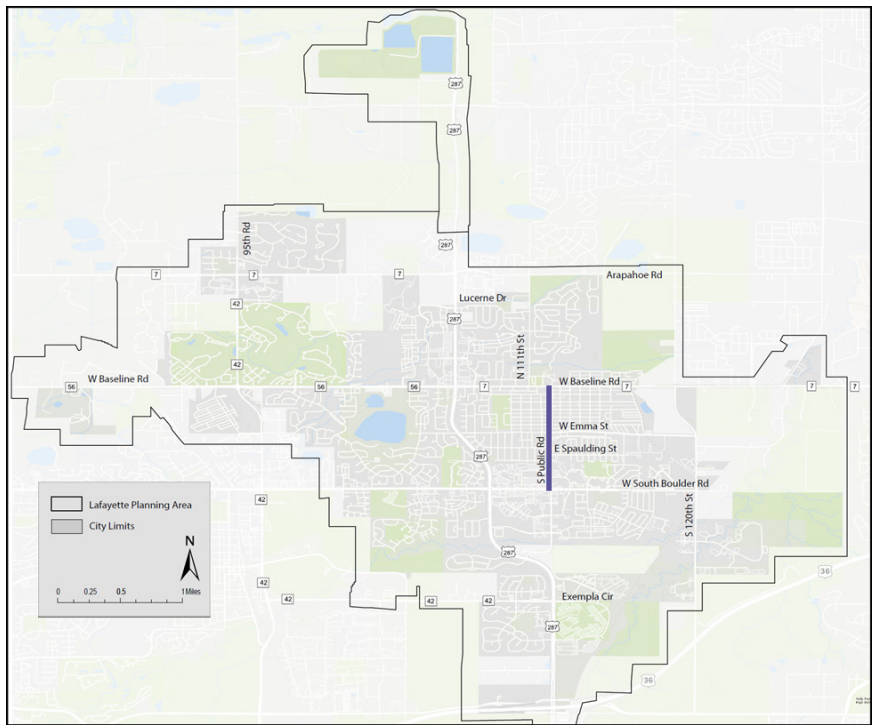 287
287
95th Rd
287
7
7
7
Arapahoe Rd
42
Lucerne Dr
287
N 111th St
42
W Baseline Rd
56
56
56
7
W Baseline Rd
7
7
7
W Emma St
S Public Rd
E Spaulding St
287
W South Boulder Rd
Lafayette Planning Area
City Limits
42
S 120th St
N
287
36
0 0.25 0.5 1 Miles
42
42
42
42
Exempla Cir
287
36